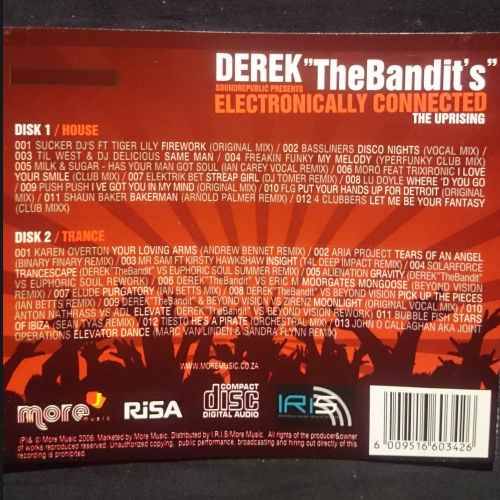 DEREK "TheBandit's"
SOUNDREPUBLIC PRESENTS
ELECTRONICALLY CONNECTED
THE UPRISING
DISK 1 / HOUSE
001 SUCKER DJ'S FT TIGER LILY FIREWORK (ORIGINAL MIX) / 002 BASSLINERS DISCO NIGHTS (VOCAL MIX) /
003 TIL WEST & DJ DELICIOUS SAME MAN / 004 FREAKIN FUNKY MY MELODY (YPERFUNKY CLUB MIX)
005 MILK & SUGAR - HAS YOUR MAN GOT SOUL (IAN CAREY VOCAL REMIX) / 006 MORO FEAT TRIXIRONIC I LOVE
YOUR SMILE (CLUB MIX) / 007 ELEKTRIK BET STREAP GIRL (DJ TOMER REMIX) / 008 LU DOYLE WHERE 'D YOU GO
/ 009 PUSH PUSH I VE GOT YOU IN MY MIND (ORIGINAL MIX) / 010 FLG PUT YOUR HANDS UP FOR DETROIT (ORIGINAL
MIX) / 011 SHAUN BAKER BAKERMAN (ARNOLD PALMER REMIX) / 012 4 CLUBBERS LET ME BE YOUR FANTASY
(CLUB MIXX)
DISK 2 / TRANCE
001 KAREN OVERTON YOUR LOVING ARMS (ANDREW BENNET REMIX) / 002 ARIA PROJECT TEARS OF AN ANGEL
(BINARY FINARY REMIX) / 003 MR SAM FT KIRSTY HAWKSHAW INSIGHT (T4L DEEP IMPACT REMIX) / 004 SOLARFORCE
TRANCESCAPE (DEREK "TheBandit" VS EUPHORIC SOUL SUMMER REMIX) / 005 ALIENATION GRAVITY (DEREK "TheBandit"
VS EUPHORIC SOUL REWORK) / 006 DEREK "TheBandit" VS ERIC M MOORGATES MONGOOSE (BEYOND VISION
REMIX) / 007 ELUDE PURGATORY (IAN BETTS MIX) / 008 DEREK "TheBandit" VS BEYOND VISION PICK UP THE PIECES
(IAN BETTS REMIX) / 009 DEREK "TheBandit" & BEYOND VISION VS LORENZ MOONLIGHT (ORIGINAL VOCAL MIX) / 010
ANTON NATHRASS VS ADL ELEVATE (DEREK "TheBandit" VS BEYOND VISION REWORK) / 011 BUBBLE FISH STARS
OF IBIZA (SEAN TYAS REMIX) / 012 TIESTO HE'S A PIRATE (ORCHESTRAL MIX) / 013 JOHN O CALLAGHAN AKA JOINT
OPERATIONS ELEVATOR DANCE (MARC VAN LINDEN & SANDRA FLYNN REMIX)
WWW.MOREMUSIC.CO.ZA
more music
RiSA
COMPACT disc DIGITAL AUDIO
IRIS
(P)& © More Music 2006: Marketed by More Music. Distributed by I.R.I.S/More Music. All rights of the producer&owner
of works reproduced reserved. Unauthorized copying, public performance, broadcasting and hiring out directly of this
recording is prohibited.
6 009516 603426